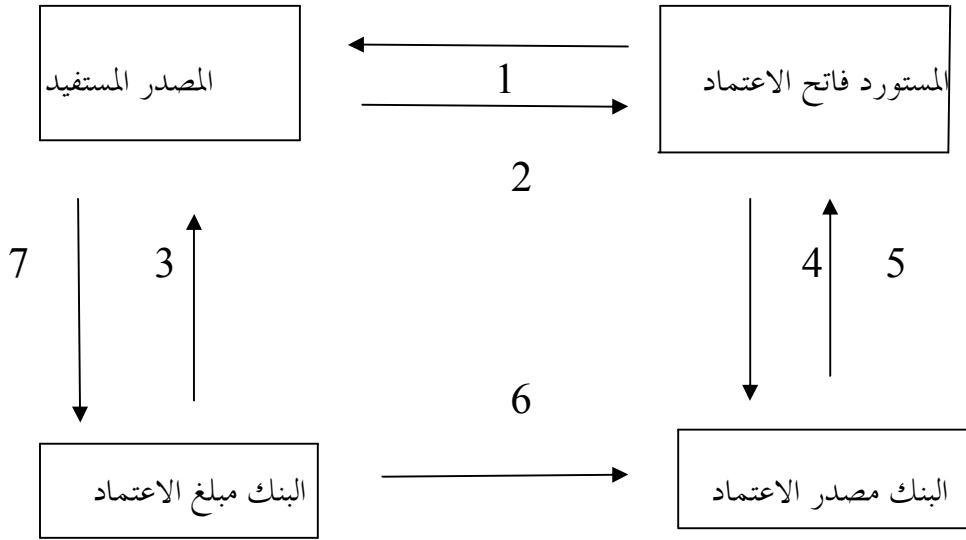 المستورد فاتح الاعتماد
المصدر المستفيد
1
2
7
3
4
5
6
البنك مصدر الاعتماد
البنك مبلغ الاعتماد